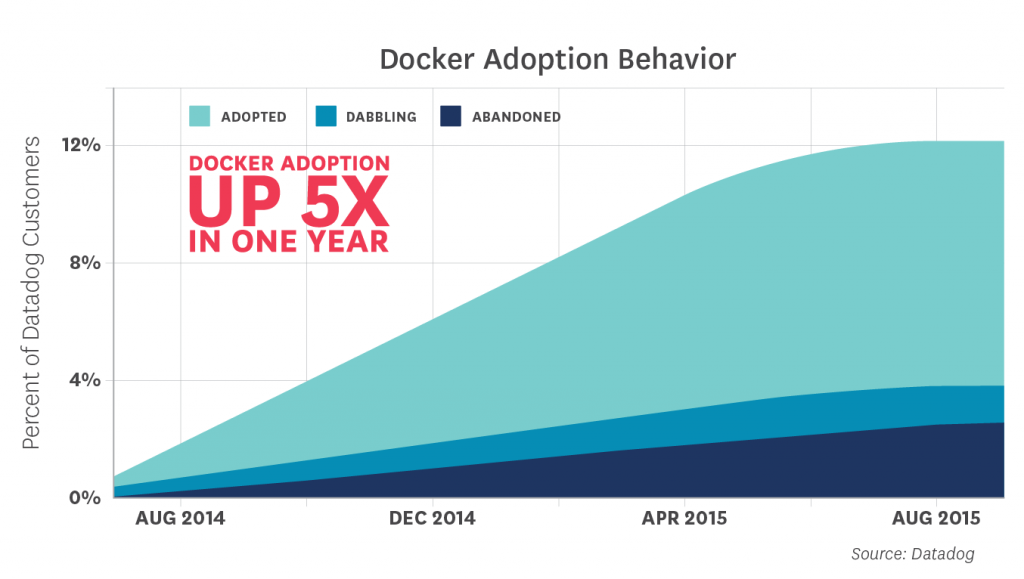 Docker Adoption Behavior
ADOPTED
DABBLING
ABANDONED
DOCKER ADOPTION
UP 5X
IN ONE YEAR
Percent of Datadog Customers
12%
8%
4%
0%
AUG 2014
DEC 2014
APR 2015
AUG 2015
Source: Datadog